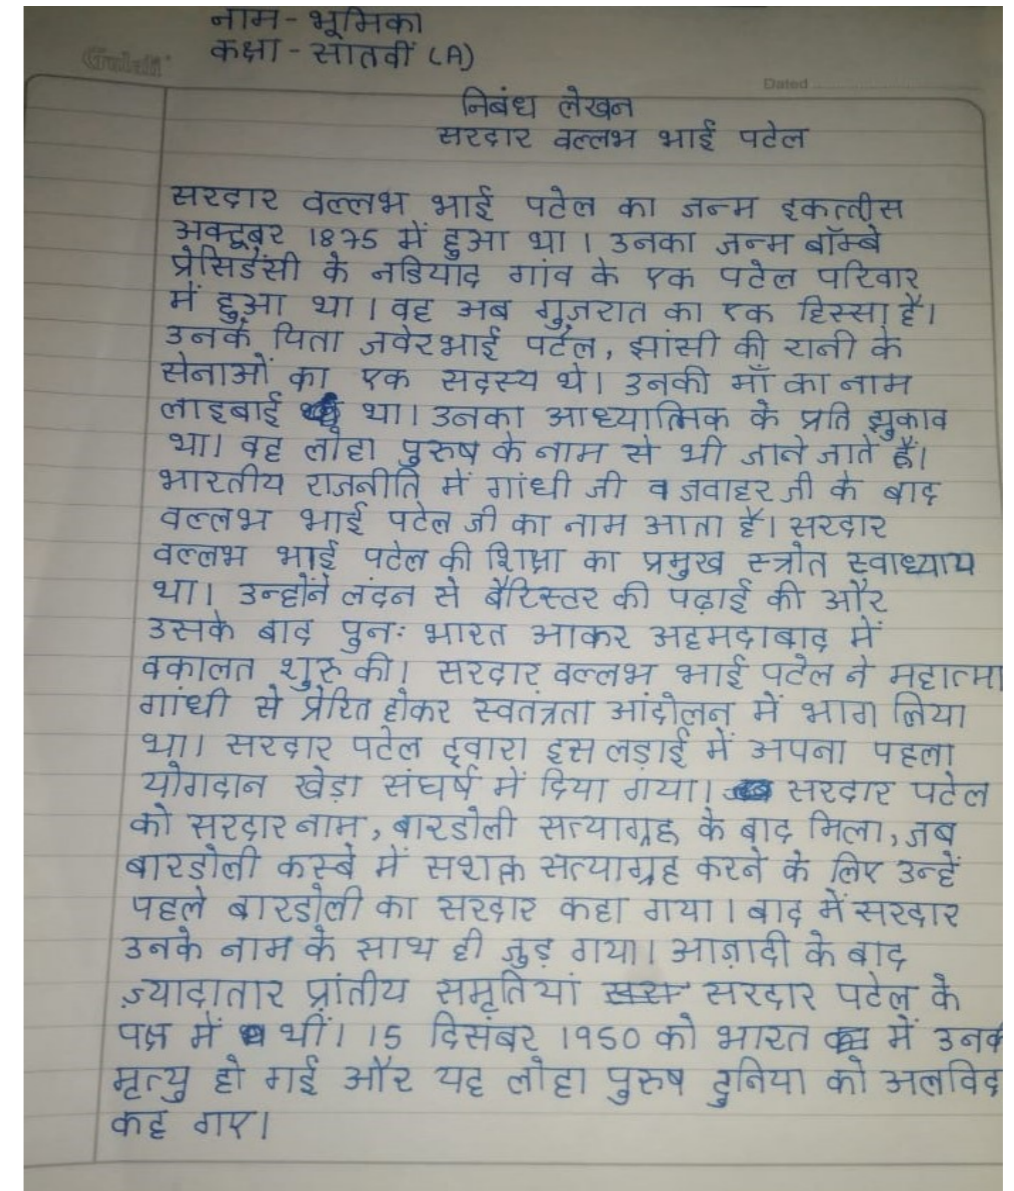 नाम - भूमिका
कक्षा - सातवीं (A)
Gulati
Dated
निबंध लेखन
सरदार वल्लभ भाई पटेल
सरदार वल्लभ भाई पटेल का जन्म इकत्तीस
अक्टूबर 1875 में हुआ था। उनका जन्म बॉम्बे
प्रेसिडेंसी के नडियाद गांव के एक पटेल परिवार
में हुआ था। वह अब गुजरात का एक हिस्सा है।
उनके पिता जवेरभाई पटेल, झांसी की रानी के
सेनाओं का एक सदस्य थे। उनकी माँ का नाम
लाइबाई था। उनका आध्यात्मिक के प्रति झुकाव
था। वह लोहा पुरुष के नाम से भी जाने जाते हैं।
भारतीय राजनीति में गांधी जी व जवाहर जी के बाद
वल्लभ भाई पटेल जी का नाम आता है। सरदार
वल्लभ भाई पटेल की शिक्षा का प्रमुख स्त्रोत स्वाध्याय
था। उन्होंने लंदन से बैरिस्टर की पढ़ाई की और
उसके बाद पुनः भारत आकर अहमदाबाद में
वकालत शुरू की। सरदार वल्लभ भाई पटेल ने महात्मा
गांधी से प्रेरित होकर स्वतंत्रता आंदोलन में भाग लिया
था। सरदार पटेल द्वारा इस लड़ाई में अपना पहला
योगदान खेड़ा संघर्ष में दिया गया। सरदार पटेल
को सरदार नाम, बारडोली सत्याग्रह के बाद मिला, जब
बारडोली कस्बे में सशक्त सत्याग्रह करने के लिए उन्हें
पहले बारडोली का सरदार कहा गया। बाद में सरदार
उनके नाम के साथ ही जुड़ गया। आज़ादी के बाद
ज़्यादातार प्रांतीय समृतियां सरदार पटेल के
पक्ष में थीं। 15 दिसंबर 1950 को भारत में उनक
मृत्यु हो गई और यह लोहा पुरुष दुनिया को अलविद
कह गए।